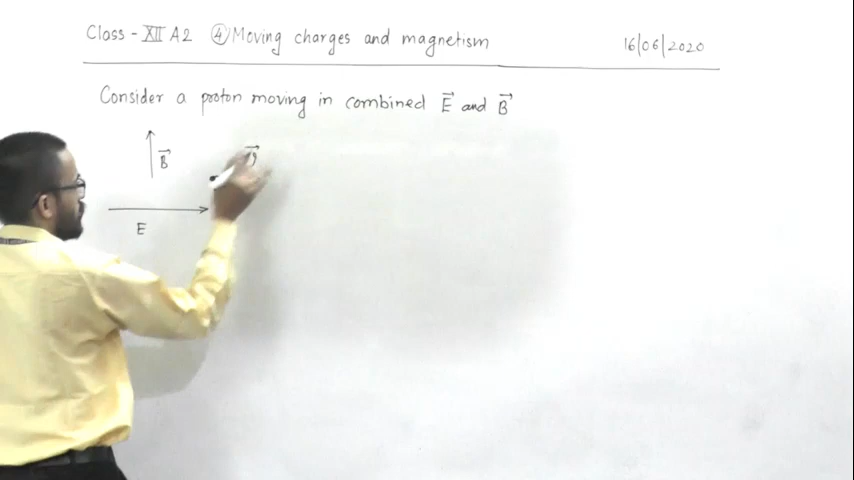 Class - XII A2 ④ Moving charges and magnetism 16/06/2020
Consider a proton moving in combined E⃗ and B⃗
B⃗
E